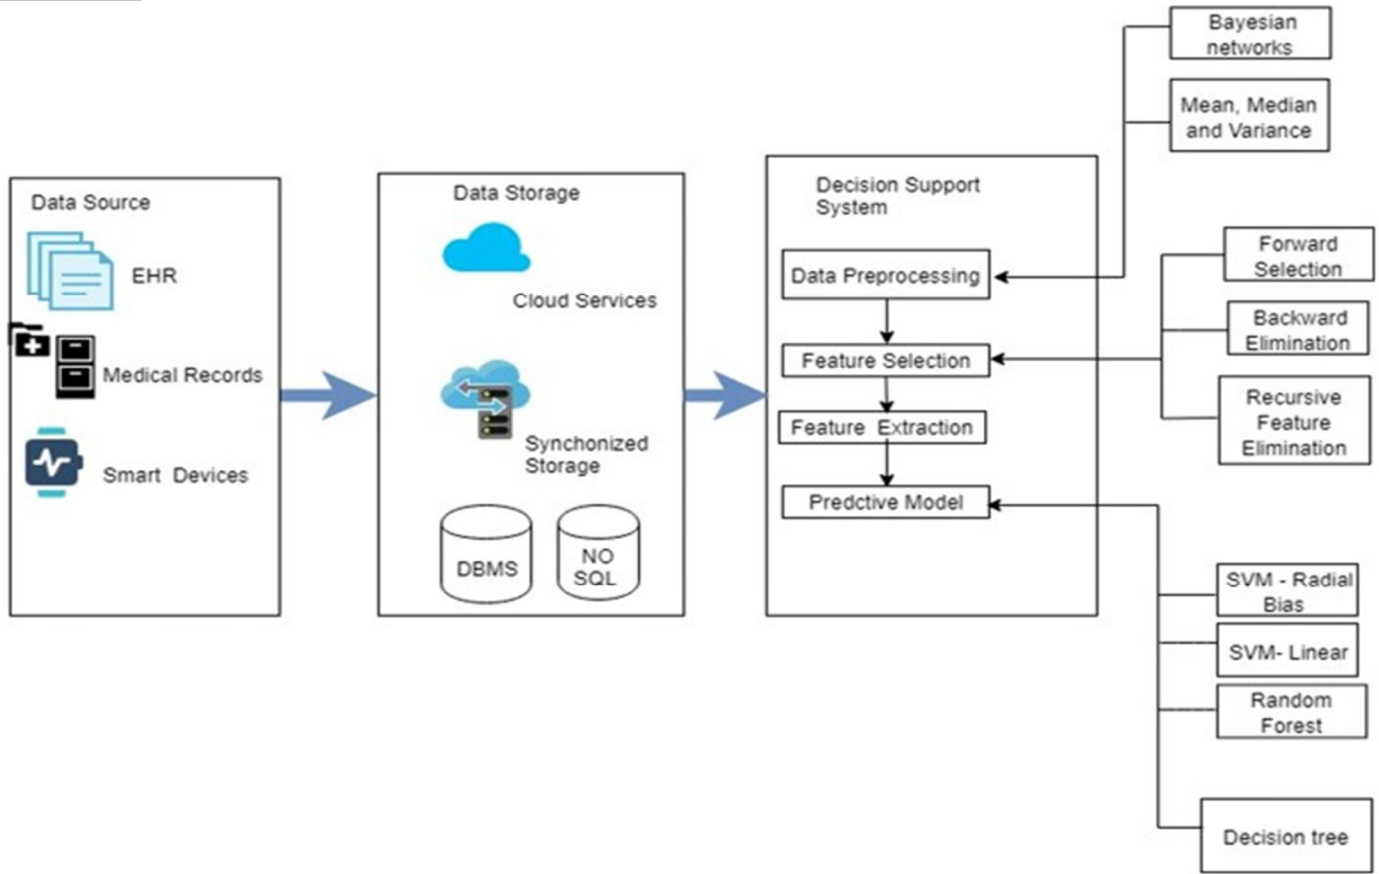 Data Source
EHR
Medical Records
Smart Devices
Data Storage
Cloud Services
Synchonized
Storage
DBMS
NO
SQL
Decision Support
System
Data Preprocessing
Feature Selection
Feature Extraction
Predctive Model
Bayesian
networks
Mean, Median
and Variance
Forward
Selection
Backward
Elimination
Recursive
Feature
Elimination
SVM - Radial
Bias
SVM- Linear
Random
Forest
Decision tree